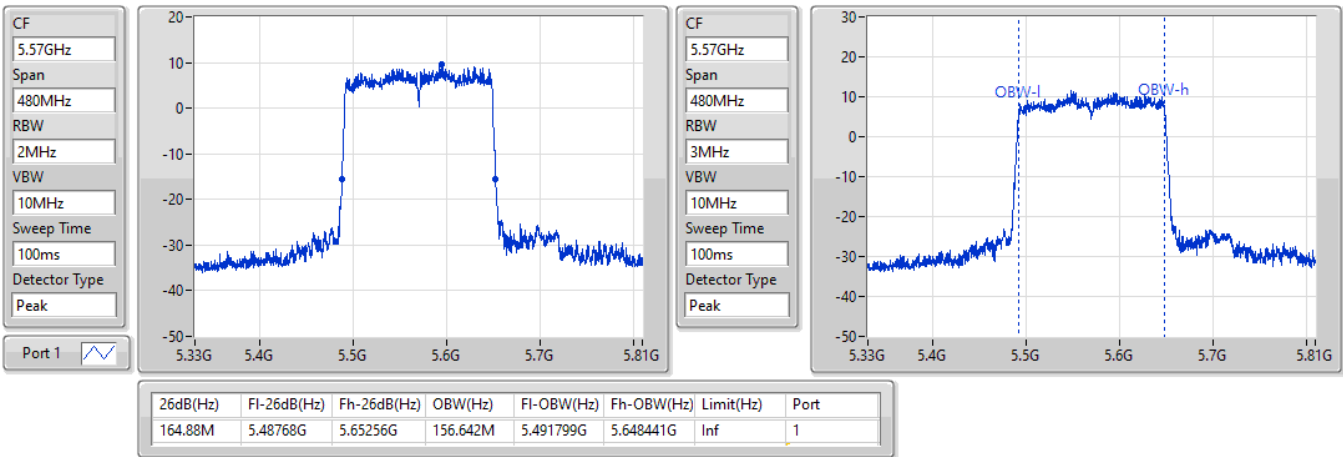 CF
5.57GHz
Span
480MHz
RBW
2MHz
VBW
10MHz
Sweep Time
100ms
Detector Type
Peak
Port 1
20
10
0
-10
-20
-30
-40
-50
5.33G 5.4G 5.5G 5.6G 5.7G 5.81G
CF
5.57GHz
Span
480MHz
RBW
3MHz
VBW
10MHz
Sweep Time
100ms
Detector Type
Peak
30
20
10
0
-10
-20
-30
-40
-50
OBW-l OBW-h
5.33G 5.4G 5.5G 5.6G 5.7G 5.81G
26dB(Hz) Fl-26dB(Hz) Fh-26dB(Hz) OBW(Hz) Fl-OBW(Hz) Fh-OBW(Hz) Limit(Hz) Port
164.88M 5.48768G 5.65256G 156.642M 5.491799G 5.648441G Inf 1